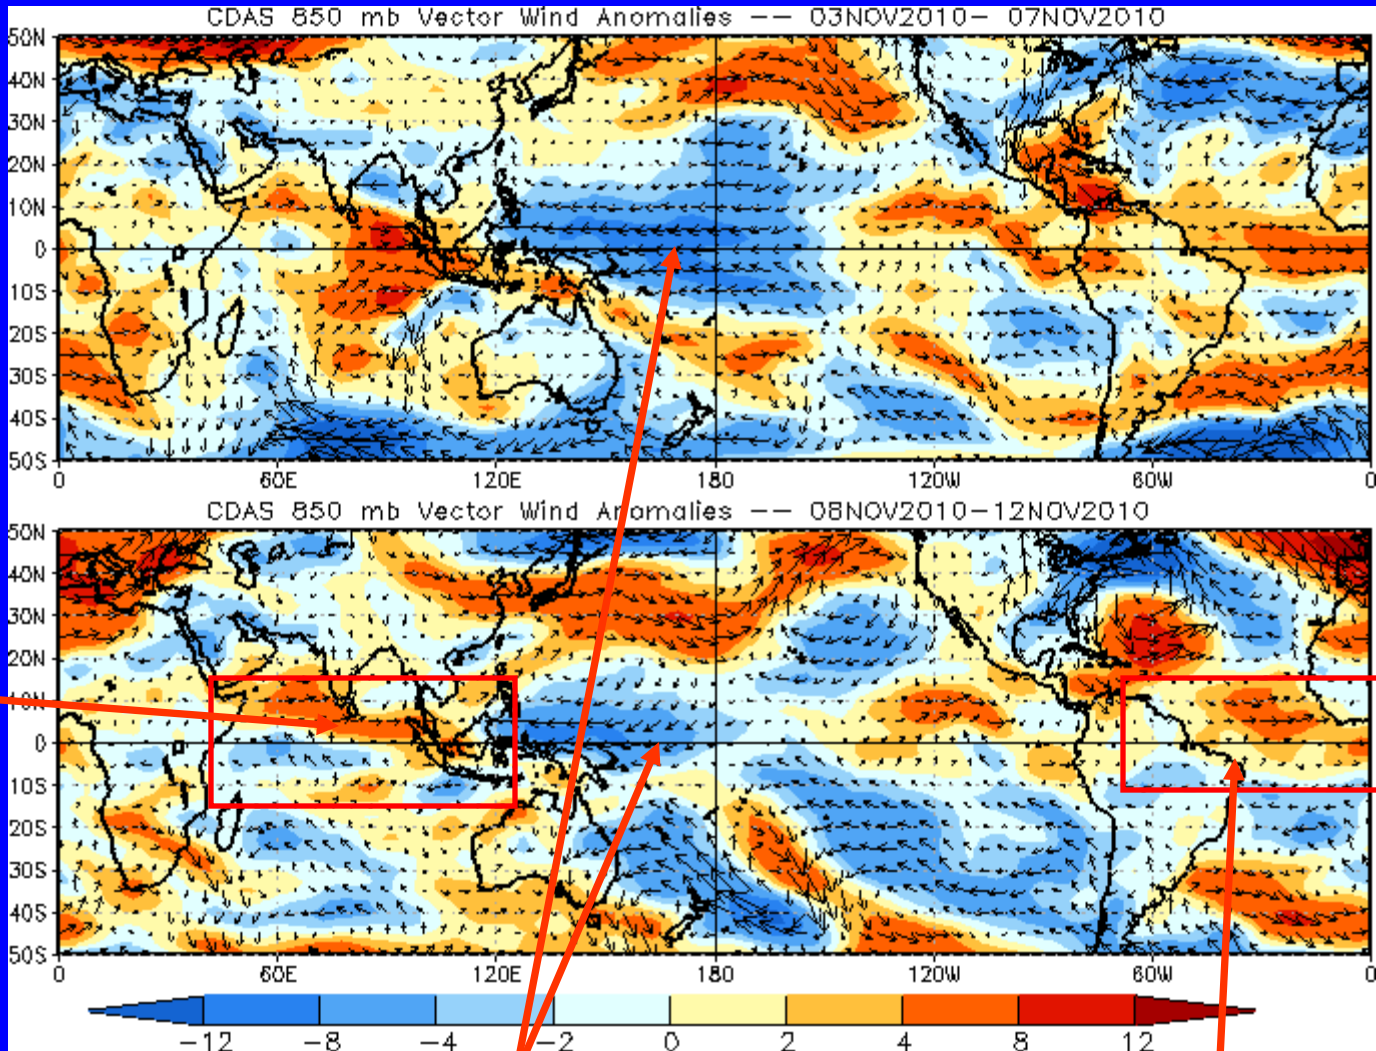 CDAS 850 mb Vector Wind Anomalies -- 03NOV2010- 07NOV2010
50N
40N
30N
20N
10N
0
10S
20S
30S
40S
50S
0 60E 120E 180 120W 60W 0
CDAS 850 mb Vector Wind Anomalies -- 08NOV2010-12NOV2010
50N
40N
30N
20N
10N
0
10S
20S
30S
40S
50S
0 60E 120E 180 120W 60W 0
-12 -8 -4 -2 0 2 4 8 12